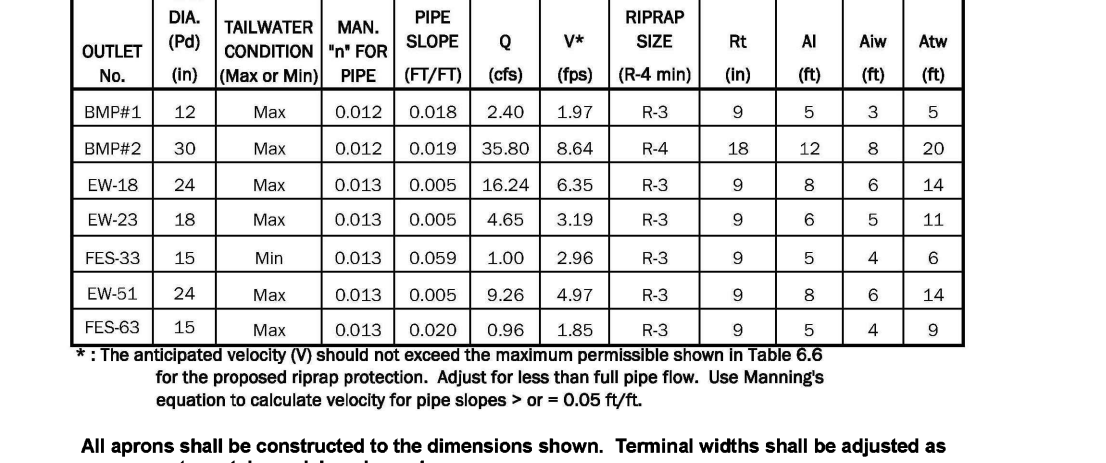 DIA. PIPE RIPRAP
(Pd) TAILWATER MAN. SLOPE Q V* SIZE Rt Al Aiw Atw
OUTLET CONDITION "n" FOR
No. (in) (Max or Min) PIPE (FT/FT) (cfs) (fps) (R-4 min) (in) (ft) (ft) (ft)
BMP#1 12 Max 0.012 0.018 2.40 1.97 R-3 9 5 3 5
BMP#2 30 Max 0.012 0.019 35.80 8.64 R-4 18 12 8 20
EW-18 24 Max 0.013 0.005 16.24 6.35 R-3 9 8 6 14
EW-23 18 Max 0.013 0.005 4.65 3.19 R-3 9 6 5 11
FES-33 15 Min 0.013 0.059 1.00 2.96 R-3 9 5 4 6
EW-51 24 Max 0.013 0.005 9.26 4.97 R-3 9 8 6 14
FES-63 15 Max 0.013 0.020 0.96 1.85 R-3 9 5 4 9
* : The anticipated velocity (V) should not exceed the maximum permissible shown in Table 6.6
for the proposed riprap protection. Adjust for less than full pipe flow. Use Manning's
equation to calculate velocity for pipe slopes > or = 0.05 ft/ft.
All aprons shall be constructed to the dimensions shown. Terminal widths shall be adjusted as